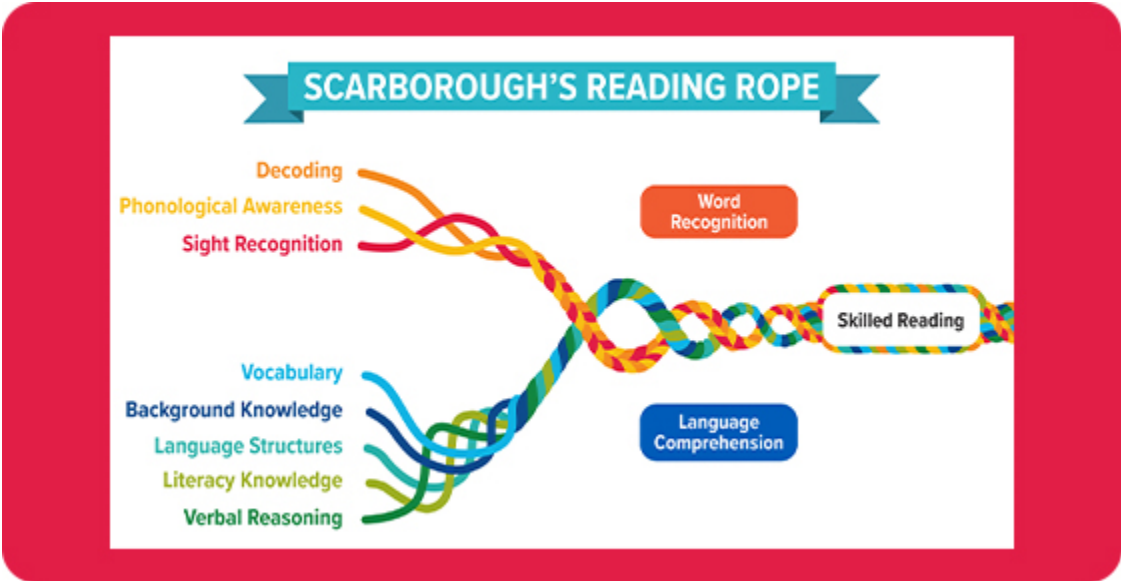 SCARBOROUGH'S READING ROPE
Decoding
Phonological Awareness
Sight Recognition
Word
Recognition
Skilled Reading
Vocabulary
Background Knowledge
Language Structures
Literacy Knowledge
Verbal Reasoning
Language
Comprehension